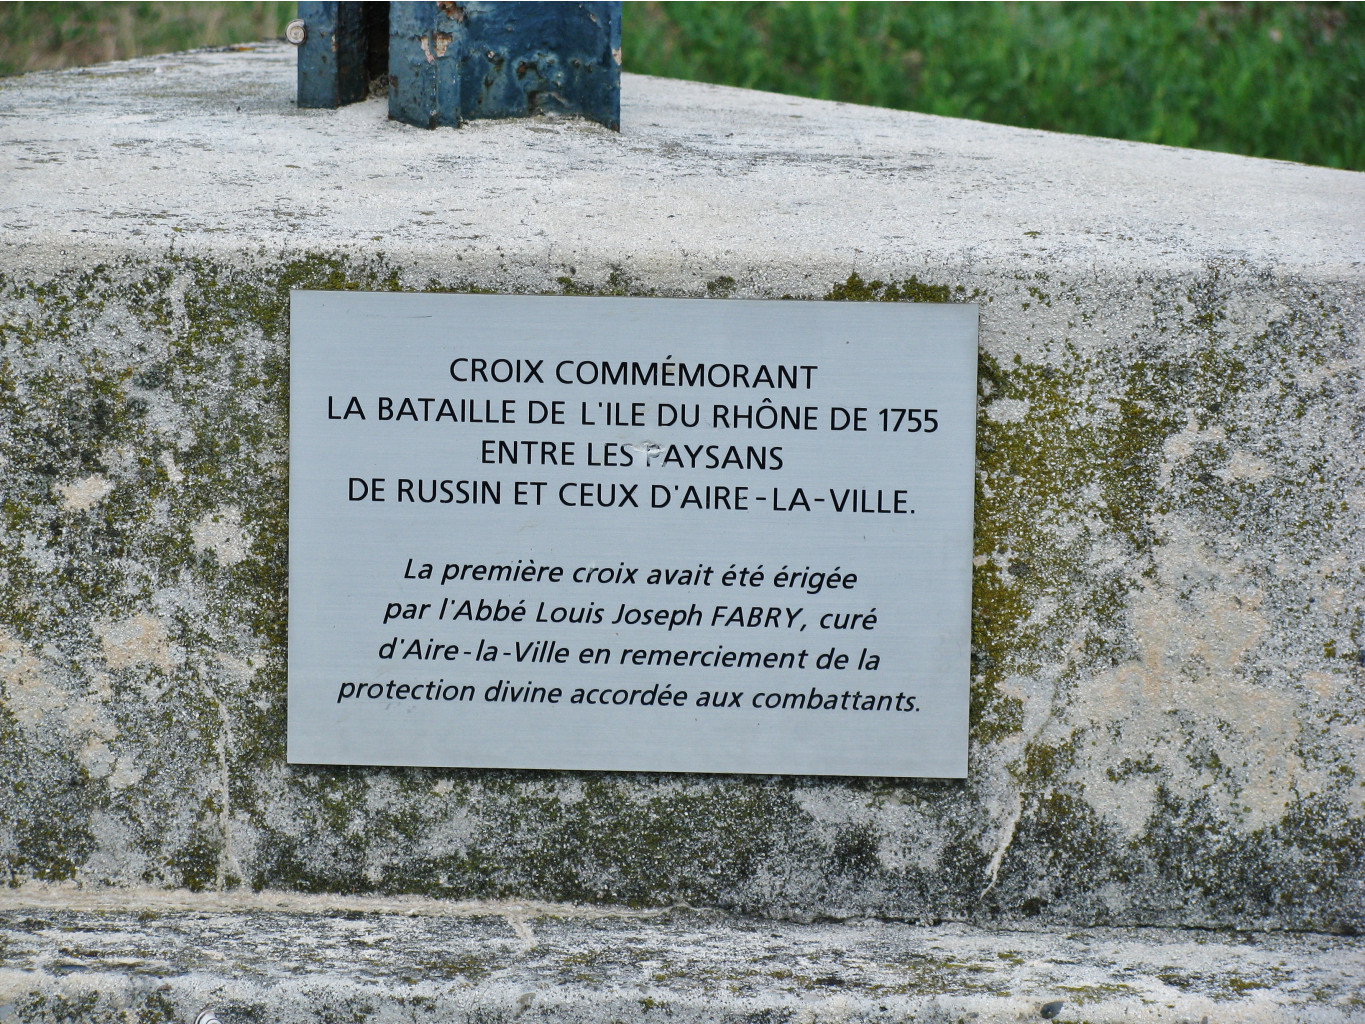 CROIX COMMÉMORANT
LA BATAILLE DE L'ILE DU RHÔNE DE 1755
ENTRE LES PAYSANS
DE RUSSIN ET CEUX D'AIRE-LA-VILLE.
La première croix avait été érigée
par l'Abbé Louis Joseph FABRY, curé
d'Aire-la-Ville en remerciement de la
protection divine accordée aux combattants.